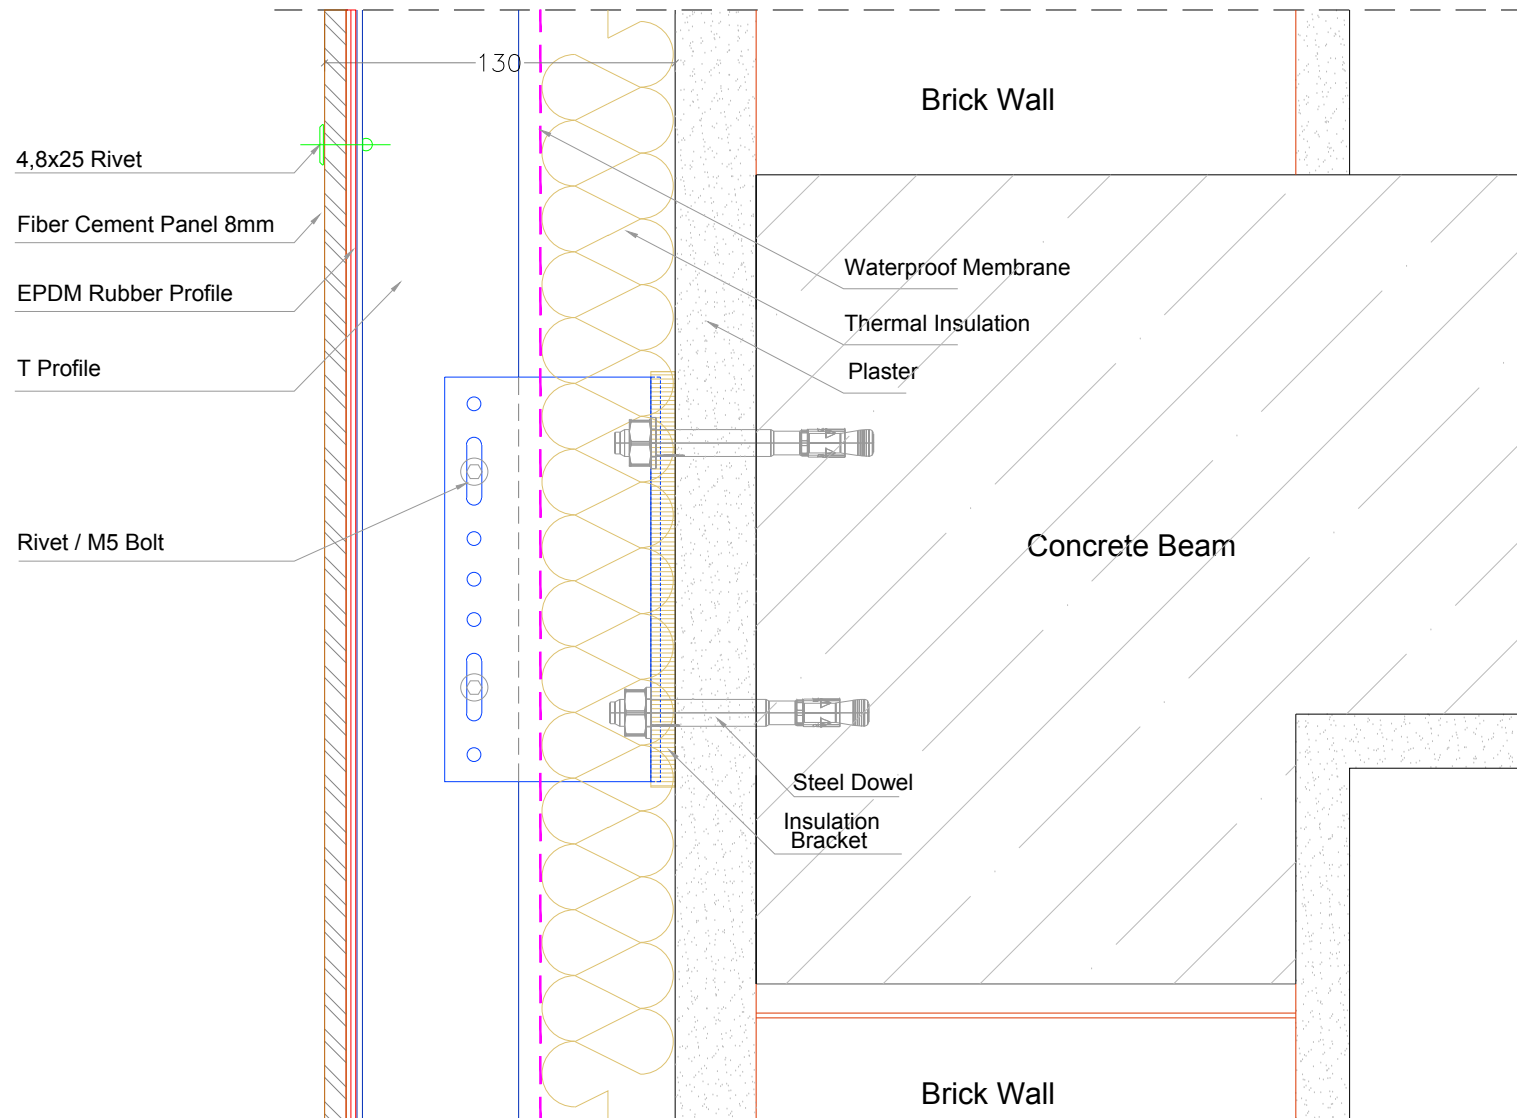 130
Brick Wall
4,8x25 Rivet
Fiber Cement Panel 8mm
EPDM Rubber Profile
T Profile
Rivet / M5 Bolt
Waterproof Membrane
Thermal Insulation
Plaster
Concrete Beam
Steel Dowel
Insulation
Bracket
Brick Wall